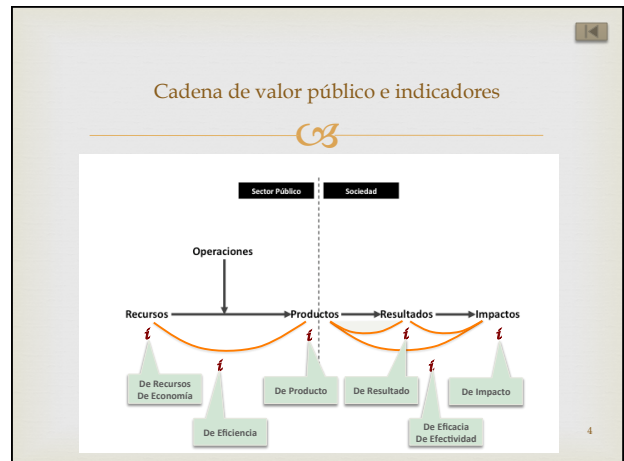 Cadena de valor público e indicadores
Sector Público
Sociedad
Operaciones
Recursos
Productos
Resultados
Impactos
i
i
i
i
i
i
De Recursos
De Economía
De Producto
De Resultado
De Impacto
De Eficiencia
De Eficacia
De Efectividad
4